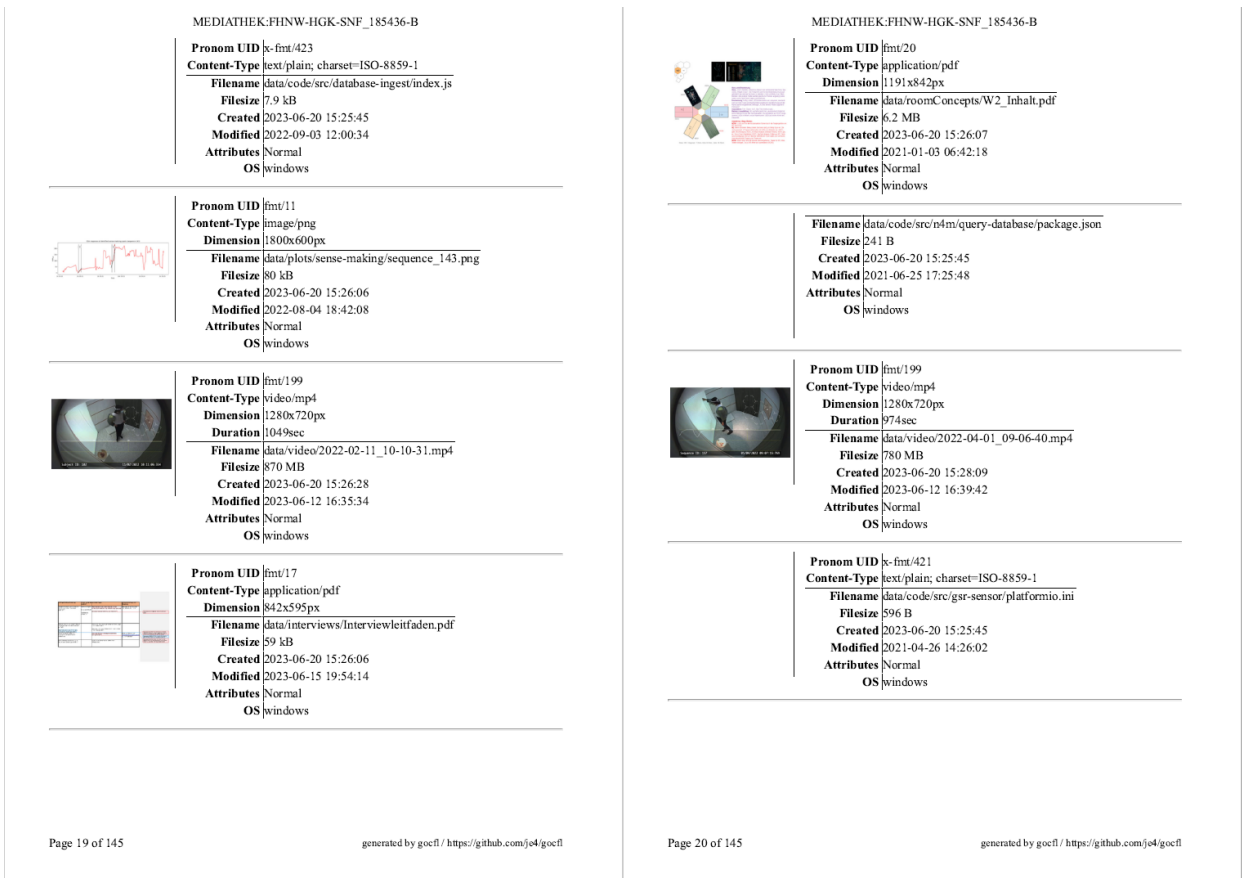 MEDIATHEK:FHNW-HGK-SNF_185436-B
Pronom UID x-fmt/423
Content-Type text/plain; charset=ISO-8859-1
Filename data/code/src/database-ingest/index.js
Filesize 7.9 kB
Created 2023-06-20 15:25:45
Modified 2022-09-03 12:00:34
Attributes Normal
OS windows
Pronom UID fmt/11
Content-Type image/png
Dimension 1800x600px
Filename data/plots/sense-making/sequence_143.png
Filesize 80 kB
Created 2023-06-20 15:26:06
Modified 2022-08-04 18:42:08
Attributes Normal
OS windows
Pronom UID fmt/199
Content-Type video/mp4
Dimension 1280x720px
Duration 1049sec
Filename data/video/2022-02-11_10-10-31.mp4
Filesize 870 MB
Created 2023-06-20 15:26:28
Modified 2023-06-12 16:35:34
Attributes Normal
OS windows
Pronom UID fmt/17
Content-Type application/pdf
Dimension 842x595px
Filename data/interviews/Interviewleitfaden.pdf
Filesize 59 kB
Created 2023-06-20 15:26:06
Modified 2023-06-15 19:54:14
Attributes Normal
OS windows
Page 19 of 145
generated by gocfl / https://github.com/je4/gocfl
MEDIATHEK:FHNW-HGK-SNF_185436-B
Pronom UID fmt/20
Content-Type application/pdf
Dimension 1191x842px
Filename data/roomConcepts/W2_Inhalt.pdf
Filesize 6.2 MB
Created 2023-06-20 15:26:07
Modified 2021-01-03 06:42:18
Attributes Normal
OS windows
Filename data/code/src/n4m/query-database/package.json
Filesize 241 B
Created 2023-06-20 15:25:45
Modified 2021-06-25 17:25:48
Attributes Normal
OS windows
Pronom UID fmt/199
Content-Type video/mp4
Dimension 1280x720px
Duration 974sec
Filename data/video/2022-04-01_09-06-40.mp4
Filesize 780 MB
Created 2023-06-20 15:28:09
Modified 2023-06-12 16:39:42
Attributes Normal
OS windows
Pronom UID x-fmt/421
Content-Type text/plain; charset=ISO-8859-1
Filename data/code/src/gsr-sensor/platformio.ini
Filesize 596 B
Created 2023-06-20 15:25:45
Modified 2021-04-26 14:26:02
Attributes Normal
OS windows
Page 20 of 145
generated by gocfl / https://github.com/je4/gocfl